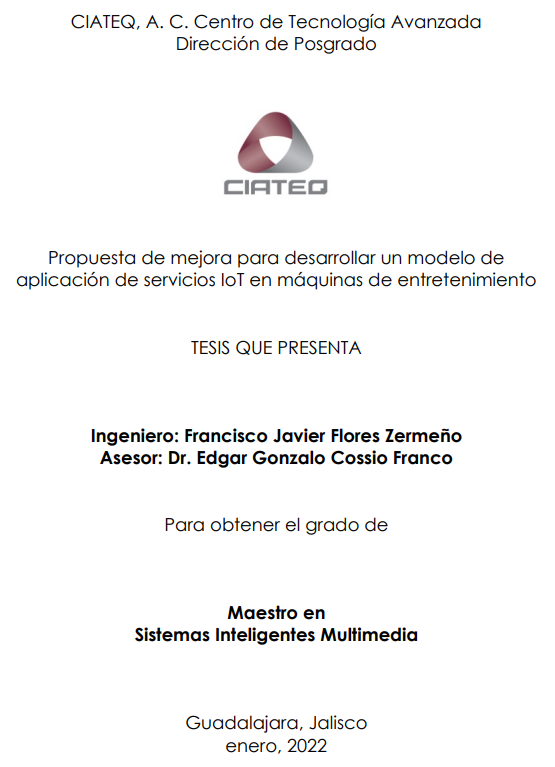 CIATEQ, A. C. Centro de Tecnología Avanzada
Dirección de Posgrado
CIATEQ
Propuesta de mejora para desarrollar un modelo de
aplicación de servicios IoT en máquinas de entretenimiento
TESIS QUE PRESENTA
Ingeniero: Francisco Javier Flores Zermeño
Asesor: Dr. Edgar Gonzalo Cossio Franco
Para obtener el grado de
Maestro en
Sistemas Inteligentes Multimedia
Guadalajara, Jalisco
enero, 2022